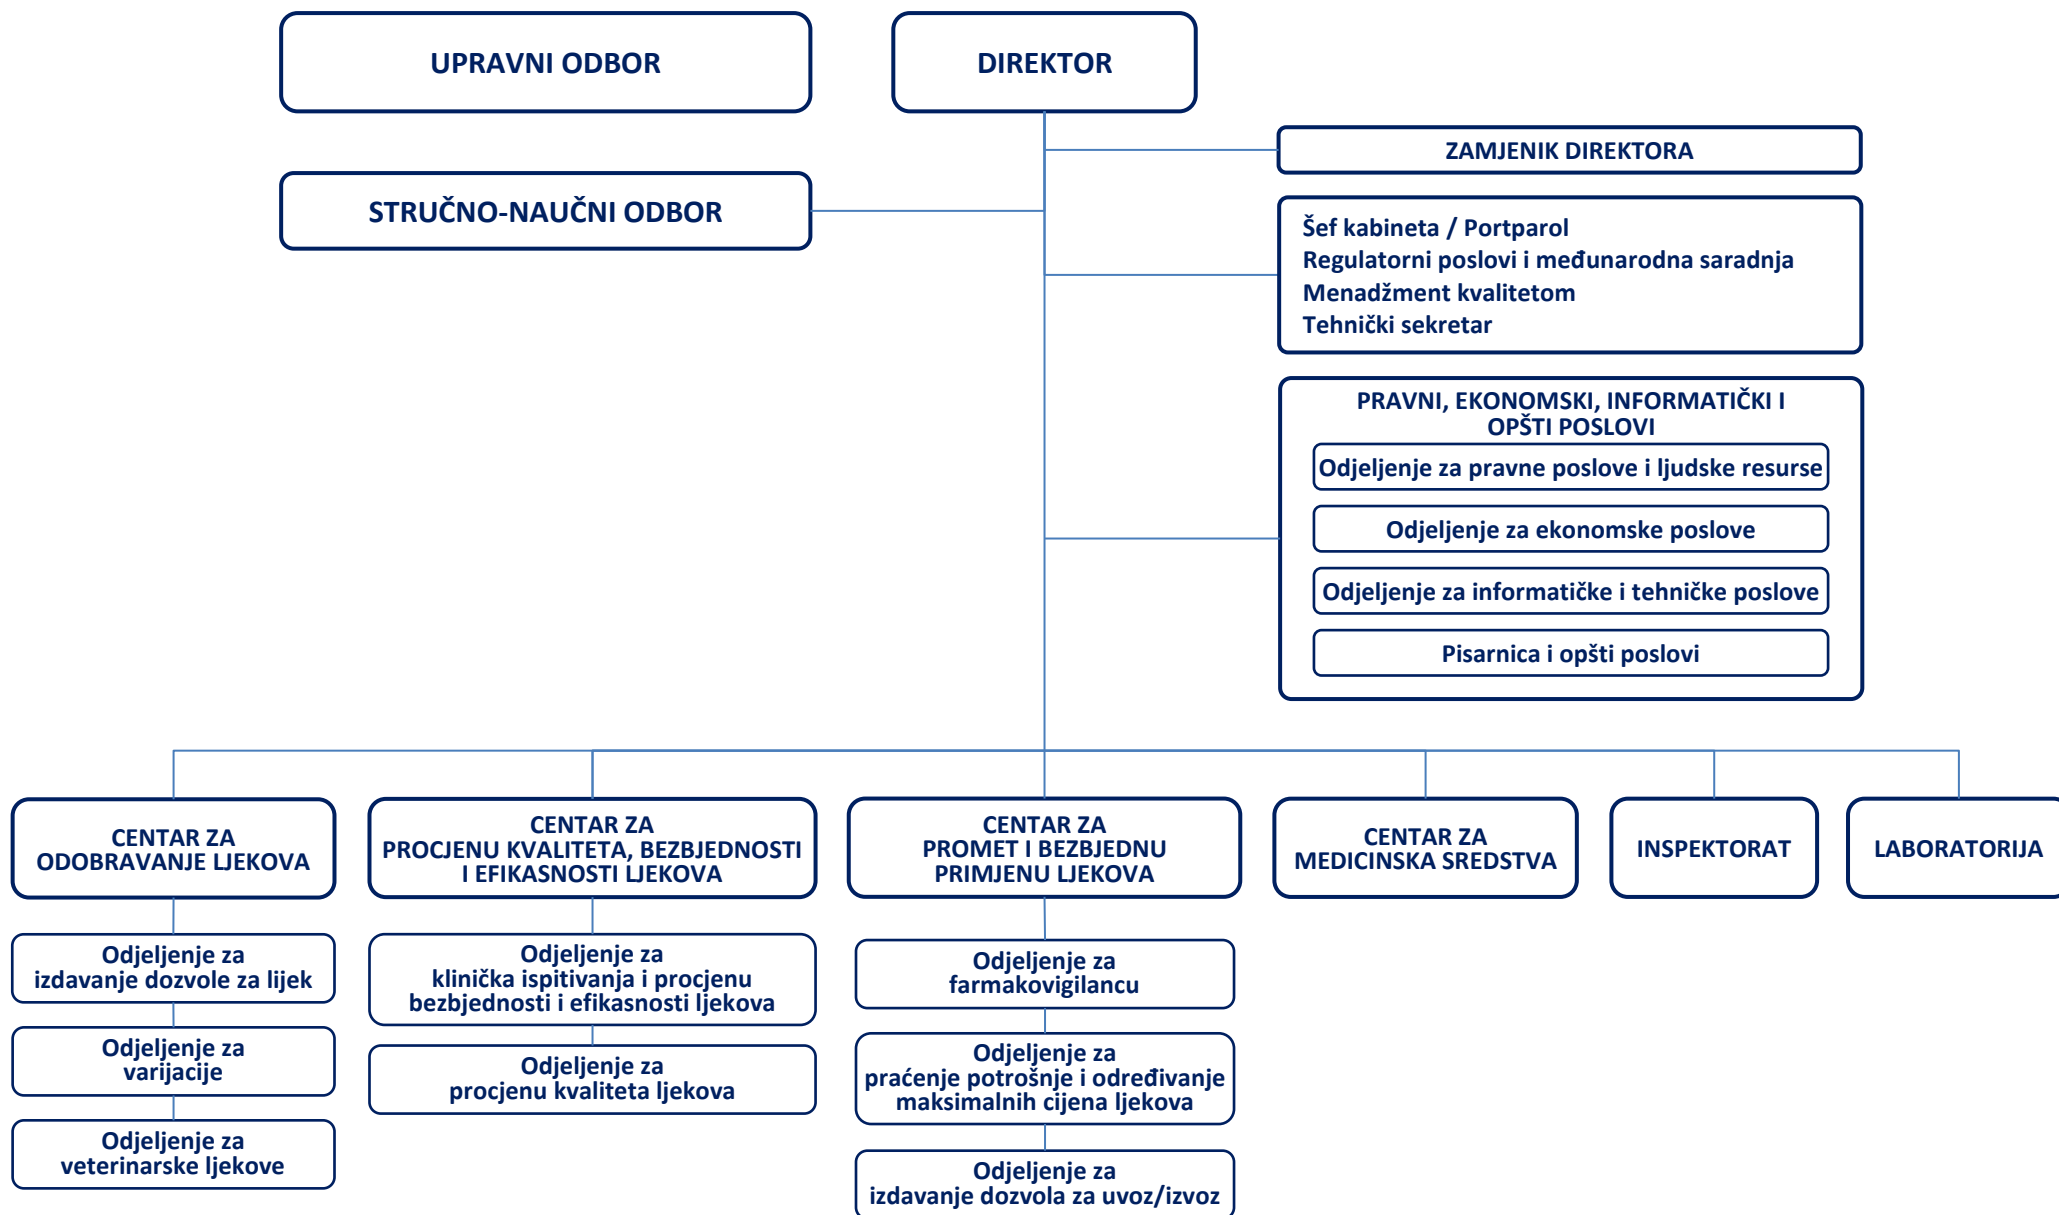 UPRAVNI ODBOR
DIREKTOR
ZAMJENIK DIREKTORA
STRUČNO-NAUČNI ODBOR
Šef kabineta / Portparol
Regulatorni poslovi i međunarodna saradnja
Menadžment kvalitetom
Tehnički sekretar
PRAVNI, EKONOMSKI, INFORMATIČKI I
OPŠTI POSLOVI
Odjeljenje za pravne poslove i ljudske resurse
Odjeljenje za ekonomske poslove
Odjeljenje za informatičke i tehničke poslove
Pisarnica i opšti poslovi
CENTAR ZA
ODOBRAVANJE LJEKOVA
Odjeljenje za
izdavanje dozvole za lijek
Odjeljenje za
varijacije
Odjeljenje za
veterinarske ljekove
CENTAR ZA
PROCJENU KVALITETA, BEZBJEDNOSTI
I EFIKASNOSTI LJEKOVA
Odjeljenje za
klinička ispitivanja i procjenu
bezbjednosti i efikasnosti ljekova
Odjeljenje za
procjenu kvaliteta ljekova
CENTAR ZA
PROMET I BEZBJEDNU
PRIMJENU LJEKOVA
Odjeljenje za
farmakovigilancu
Odjeljenje za
praćenje potrošnje i određivanje
maksimalnih cijena ljekova
Odjeljenje za
izdavanje dozvola za uvoz/izvoz
CENTAR ZA
MEDICINSKA SREDSTVA
INSPEKTORAT
LABORATORIJA